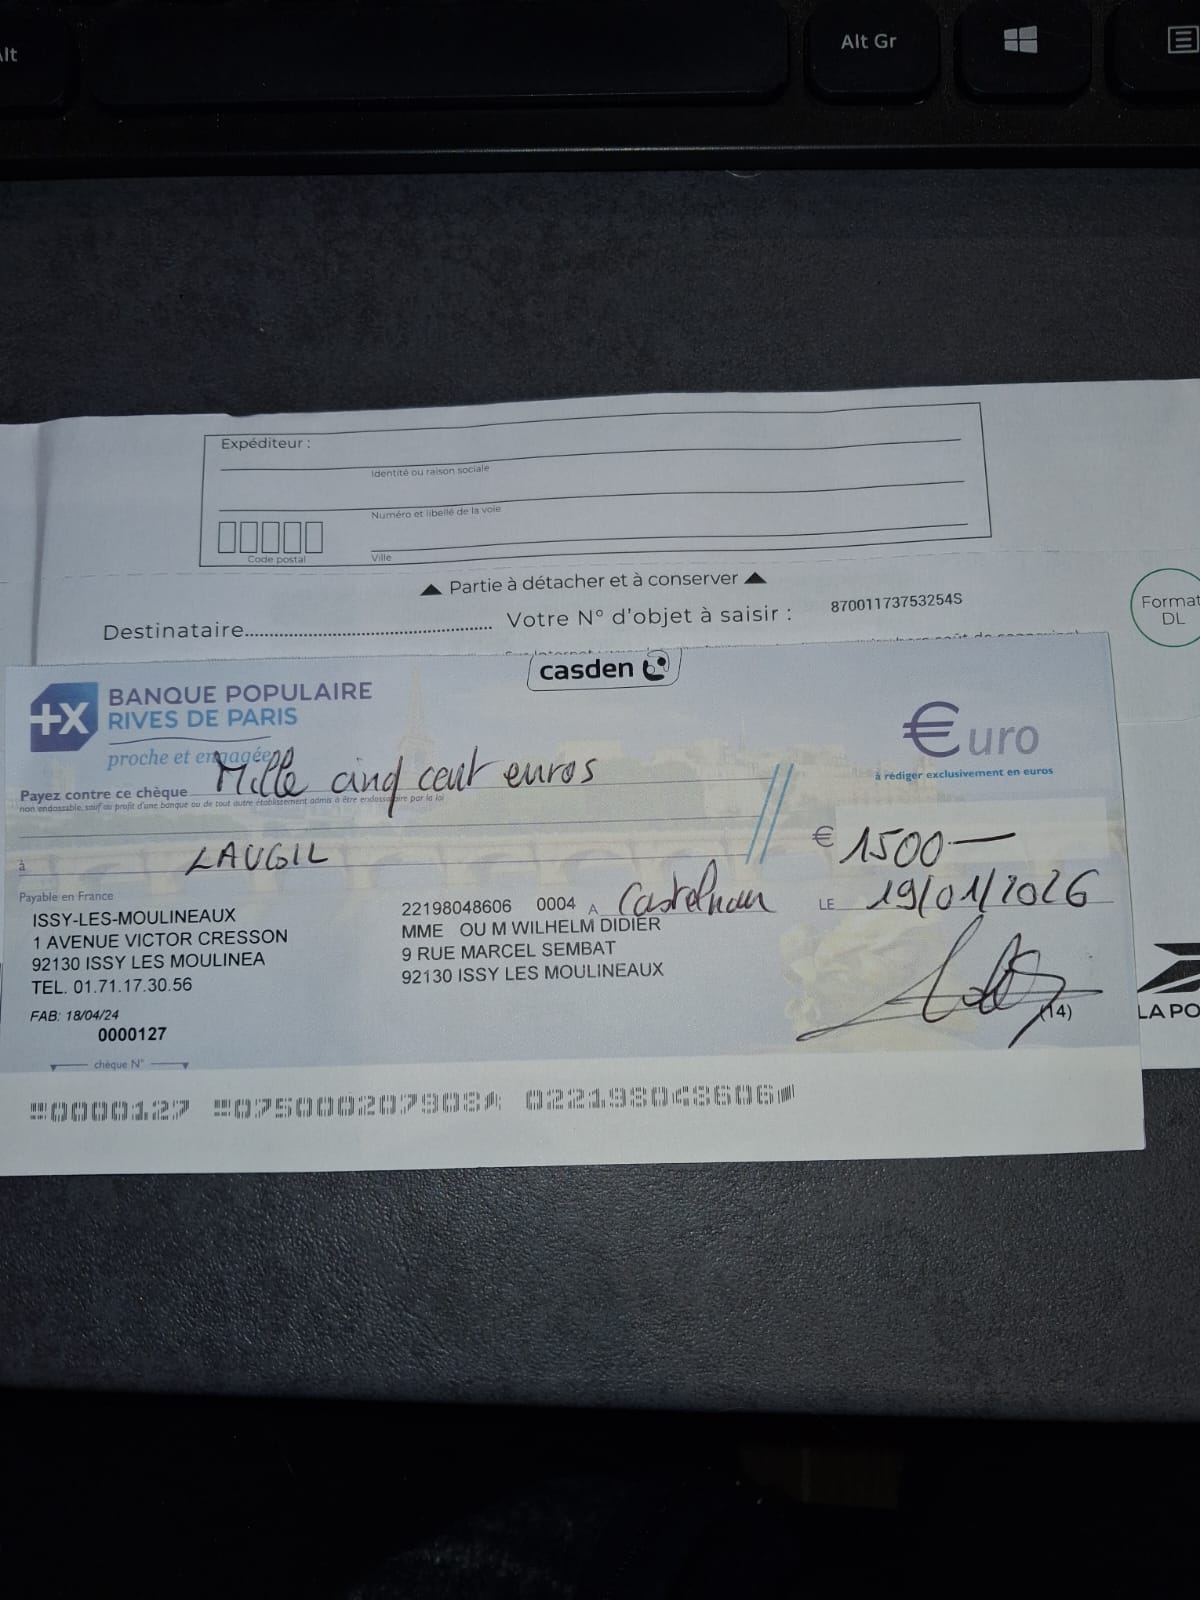 Alt Gr
Expéditeur :
Identité ou raison sociale
Numéro et libellé de la voie
Code postal
Ville
▲ Partie à détacher et à conserver ▲
Destinataire
Votre N° d'objet à saisir :
87001173753254S
Format
DL
casden
BANQUE POPULAIRE
RIVES DE PARIS
proche et engagée
€uro
à rédiger exclusivement en euros
Payez contre ce chèque Mille cinq cent euros
non endossable, sauf au profit d'une banque ou de tout autre établissement admis à être endossataire par la loi
€ 1500
à LAUGIL
Payable en France
ISSY-LES-MOULINEAUX
1 AVENUE VICTOR CRESSON
92130 ISSY LES MOULINEA
TEL. 01.71.17.30.56
FAB: 18/04/24
0000127
chèque N°
22198048606 0004 A Castelnau
LE 19/01/2026
MME OU M WILHELM DIDIER
9 RUE MARCEL SEMBAT
92130 ISSY LES MOULINEAUX
(14)
LA PO
0000127 075000207908 022198048606